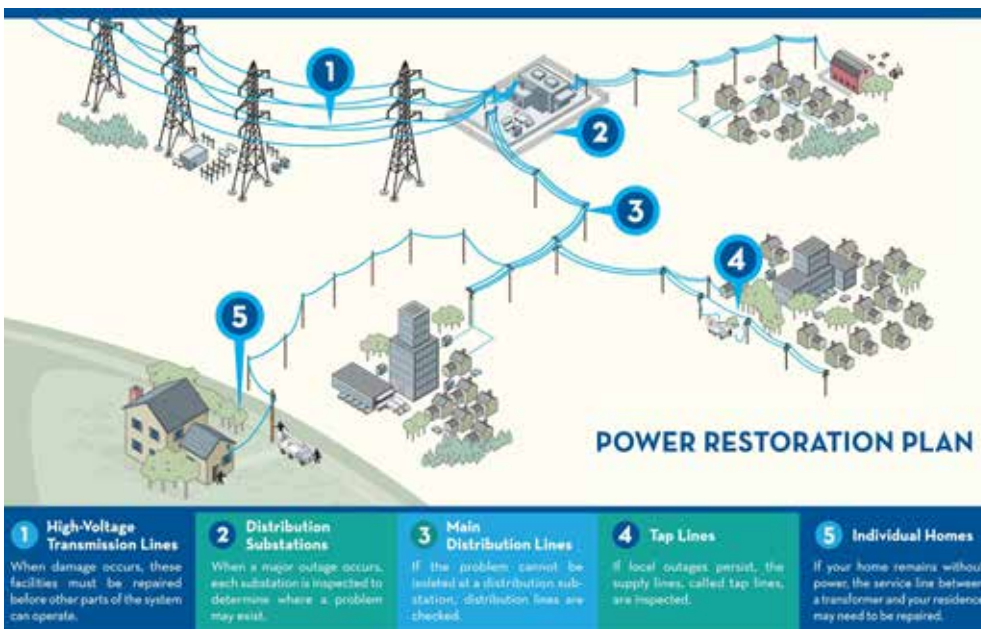 1
2
3
4
5
POWER RESTORATION PLAN
1 High-Voltage
Transmission Lines
When damage occurs, these
facilities must be repaired
before other parts of the system
can operate.
2 Distribution
Substations
When a major outage occurs,
each substation is inspected to
determine where a problem
may exist.
3 Main
Distribution Lines
If the problem cannot be
isolated at a distribution sub-
station, distribution lines are
checked.
4 Tap Lines
If local outages persist, the
supply lines, called tap lines,
are inspected.
5 Individual Homes
If your home remains without
power, the service line between
a transformer and your residence
may need to be repaired.